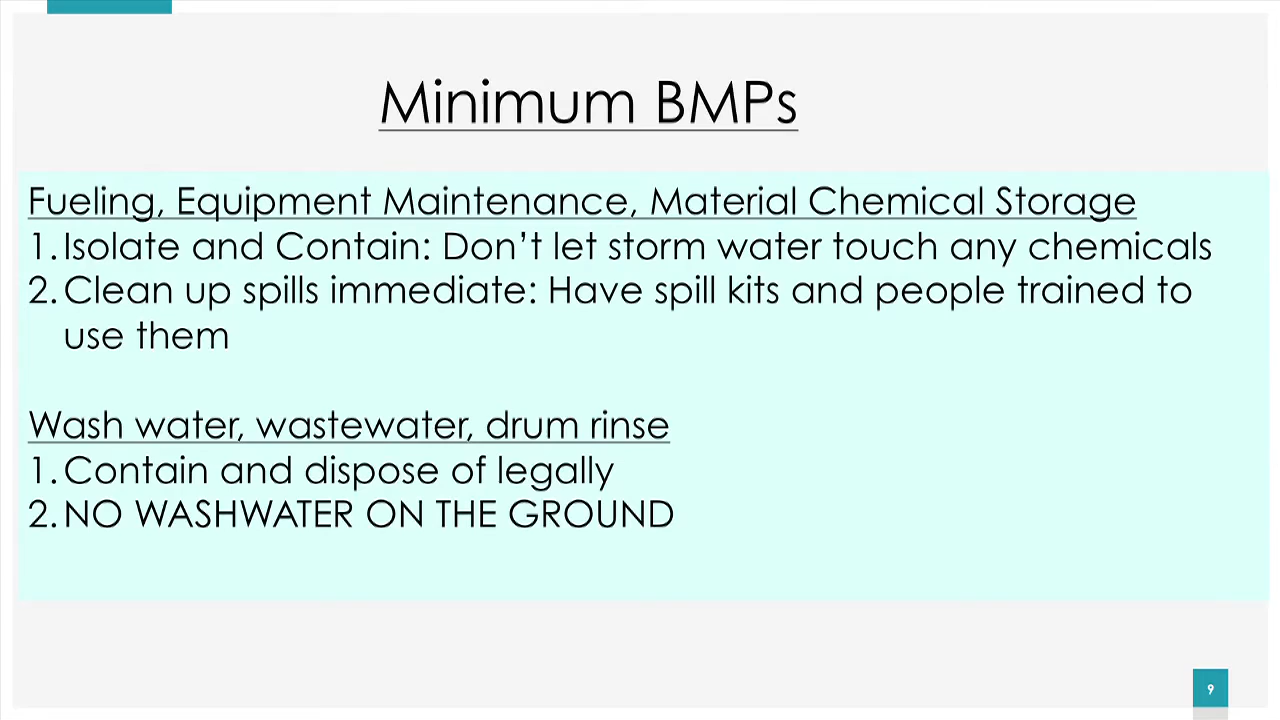 Minimum BMPs
Fueling, Equipment Maintenance, Material Chemical Storage
1. Isolate and Contain: Don’t let storm water touch any chemicals
2. Clean up spills immediate: Have spill kits and people trained to
use them
Wash water, wastewater, drum rinse
1. Contain and dispose of legally
2. NO WASHWATER ON THE GROUND
9